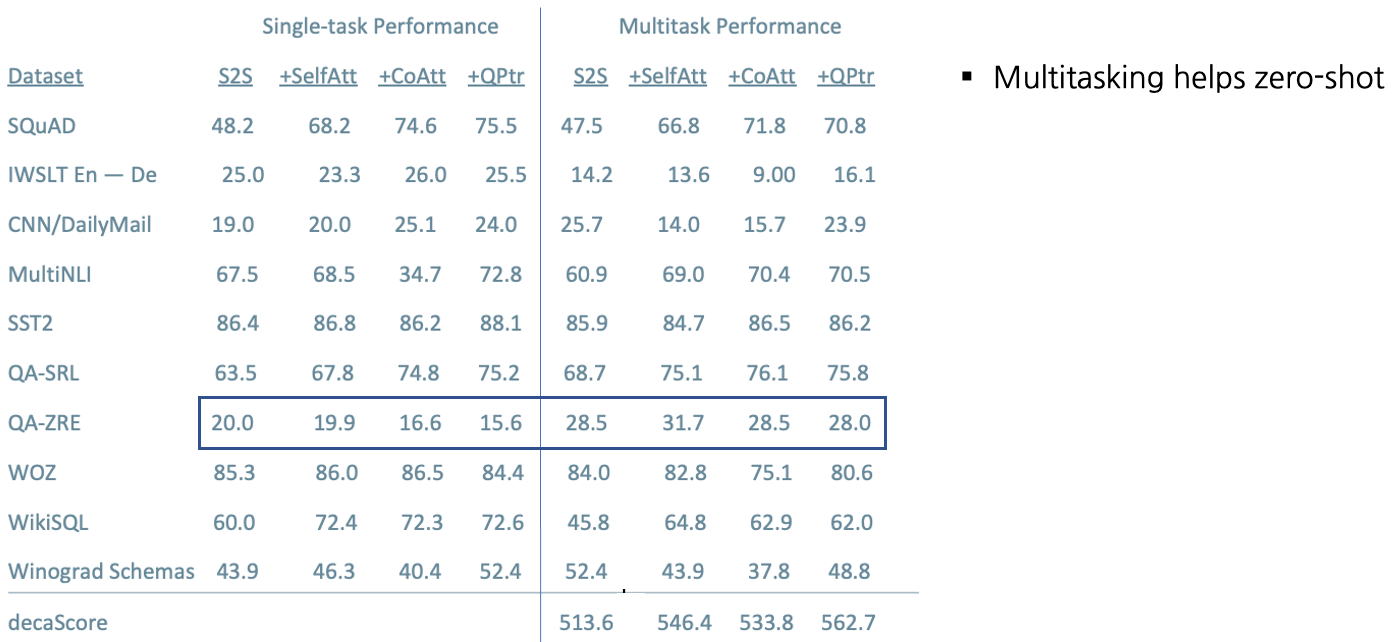 Single-task Performance Multitask Performance
Dataset S2S +SelfAtt +CoAtt +QPtr S2S +SelfAtt +CoAtt +QPtr
SQuAD 48.2 68.2 74.6 75.5 47.5 66.8 71.8 70.8
IWSLT En — De 25.0 23.3 26.0 25.5 14.2 13.6 9.00 16.1
CNN/DailyMail 19.0 20.0 25.1 24.0 25.7 14.0 15.7 23.9
MultiNLI 67.5 68.5 34.7 72.8 60.9 69.0 70.4 70.5
SST2 86.4 86.8 86.2 88.1 85.9 84.7 86.5 86.2
QA-SRL 63.5 67.8 74.8 75.2 68.7 75.1 76.1 75.8
QA-ZRE 20.0 19.9 16.6 15.6 28.5 31.7 28.5 28.0
WOZ 85.3 86.0 86.5 84.4 84.0 82.8 75.1 80.6
WikiSQL 60.0 72.4 72.3 72.6 45.8 64.8 62.9 62.0
Winograd Schemas 43.9 46.3 40.4 52.4 52.4 43.9 37.8 48.8
decaScore 513.6 546.4 533.8 562.7
▪ Multitasking helps zero-shot